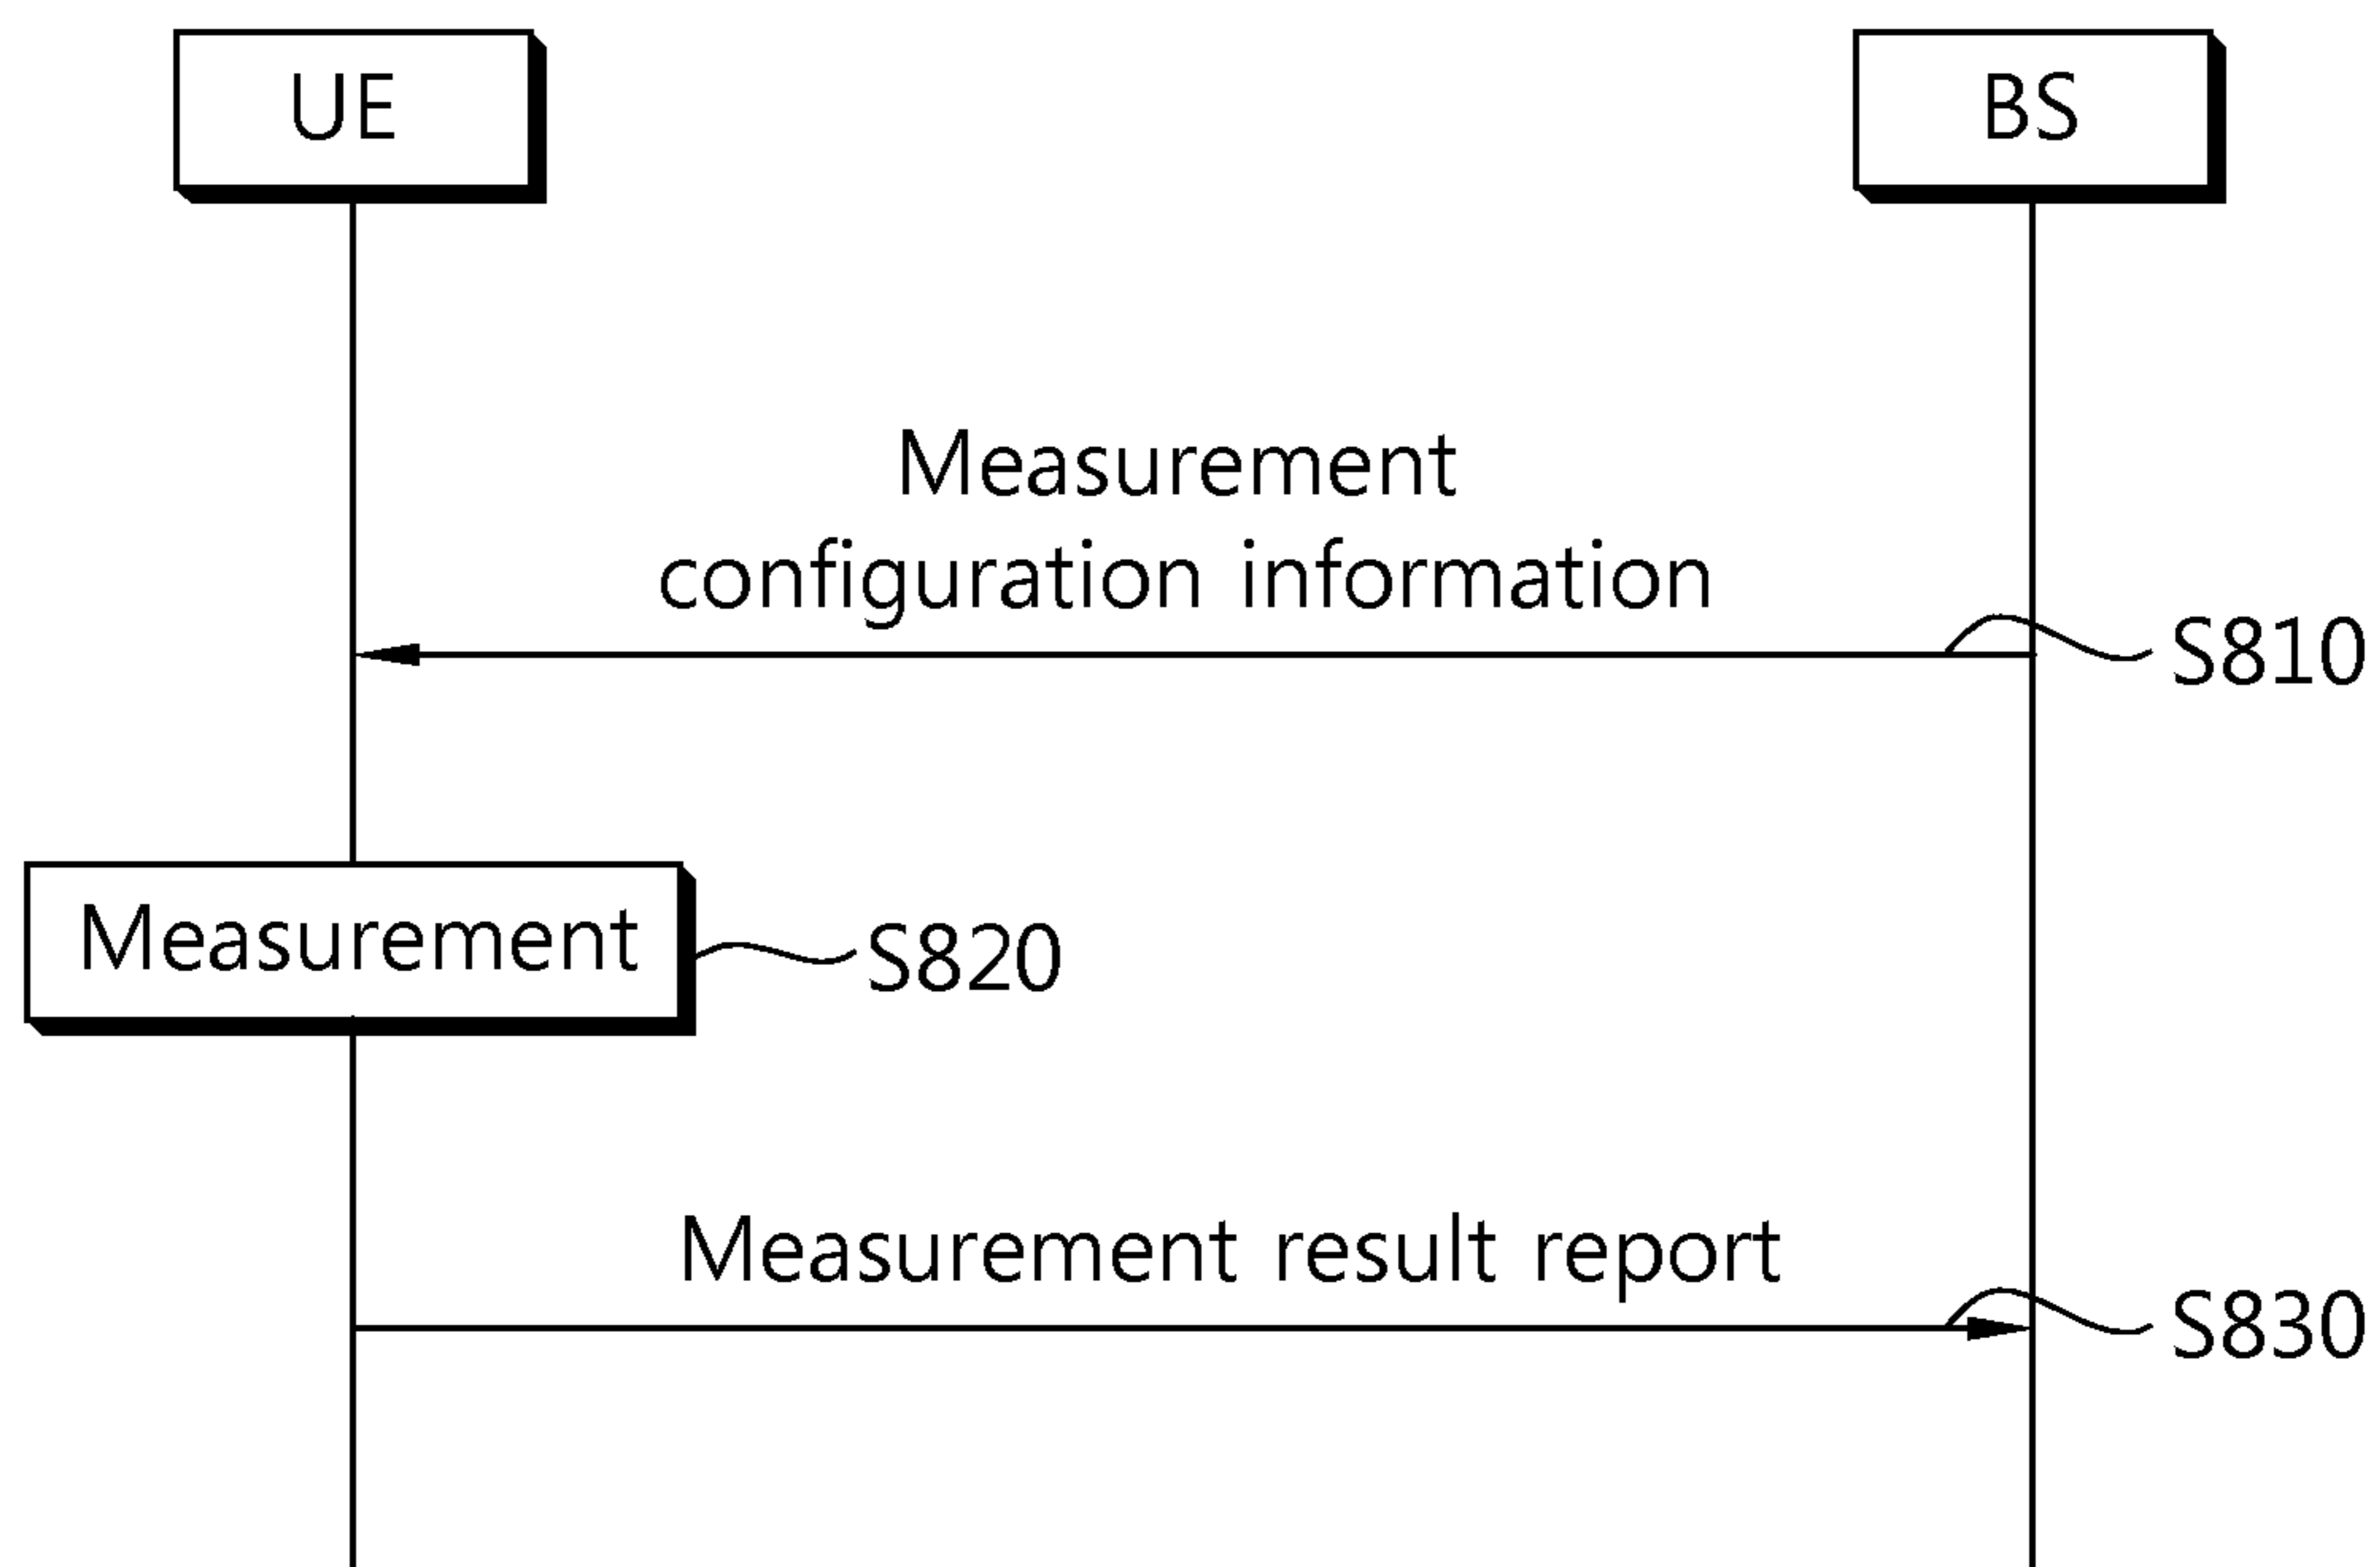 UE
BS
Measurement
configuration information
S810
Measurement
S820
Measurement result report
S830